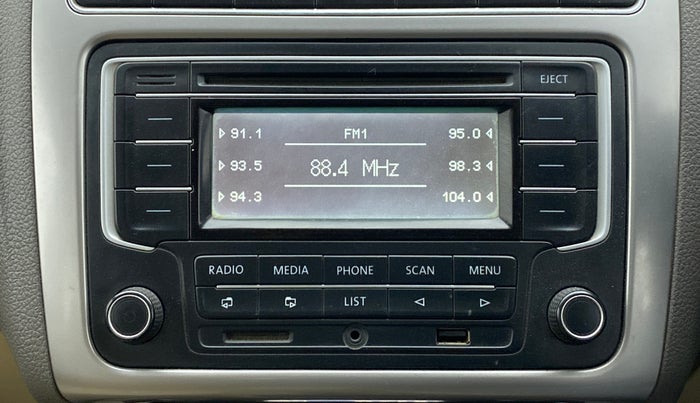 EJECT
▷ 91.1 FM1 95.0 ◁
▷ 93.5 88.4 MHz 98.3 ◁
▷ 94.3 104.0 ◁
RADIO MEDIA PHONE SCAN MENU
LIST ◁ ▷